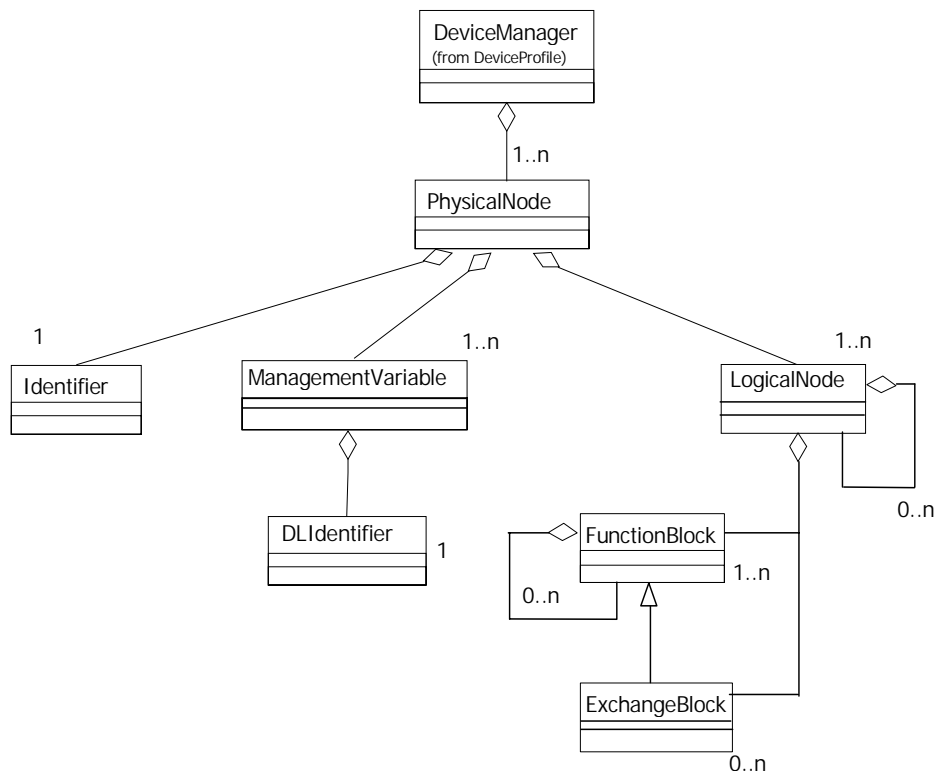 DeviceManager
(from DeviceProfile)
1..n
PhysicalNode
1
1..n
1..n
Identifier
ManagementVariable
LogicalNode
0..n
DLIdentifier
1
FunctionBlock
1..n
0..n
ExchangeBlock
0..n